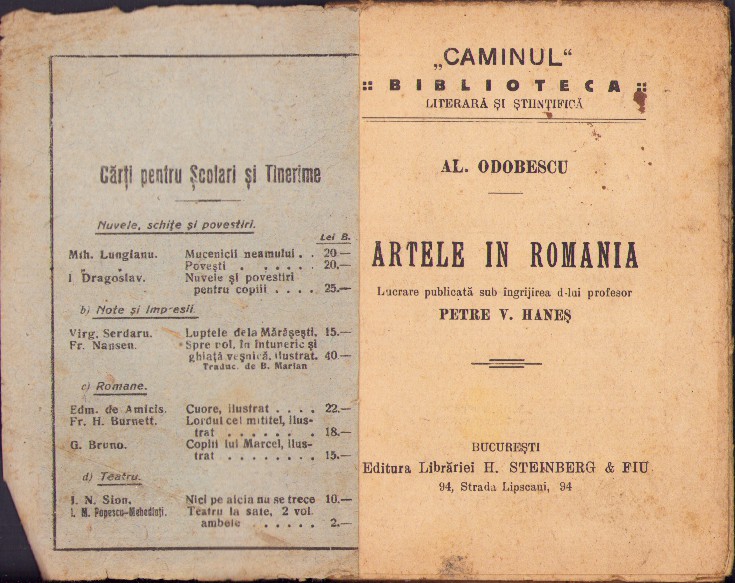 Cărți pentru Școlari și Tinerime
Nuvele, schițe și povestiri.
Lei B.
Mih. Lungianu. Mucenicii neamului . . 20—
Povești . . . . . . 20.—
I. Dragoslav. Nuvele și povestiri
pentru copii . . . . 25.—
b) Note și Impresii.
Virg. Serdaru. Luptele dela Mărășești. 15.—
Fr. Nansen. Spre pol, în întuneric și
ghiață veșnică, ilustrat. 40.—
Traduc. de B. Marian
c) Romane.
Edm. de Amicis. Cuore, ilustrat . . . . 22.—
Fr. H. Burnett. Lordul cel mititel, ilus-
trat . . . . . . 18.—
G. Bruno. Copiii lui Marcel, ilus-
trat . . . . . . . . 15.—
d) Teatru.
I. N. Sion. Nici pe aicia nu se trece 10.—
I. M. Popescu-Mehedinți. Teatru la sate, 2 vol.
ambele . . . . . 2.—
„CAMINUL“
:: BIBLIOTECA ::
LITERARĂ ȘI ȘTIINȚIFICĂ
AL. ODOBESCU
ARTELE IN ROMANIA
Lucrare publicată sub îngrijirea d-lui profesor
PETRE V. HANEȘ
BUCUREȘTI
Editura Librăriei H. STEINBERG & FIU
94, Strada Lipscani, 94